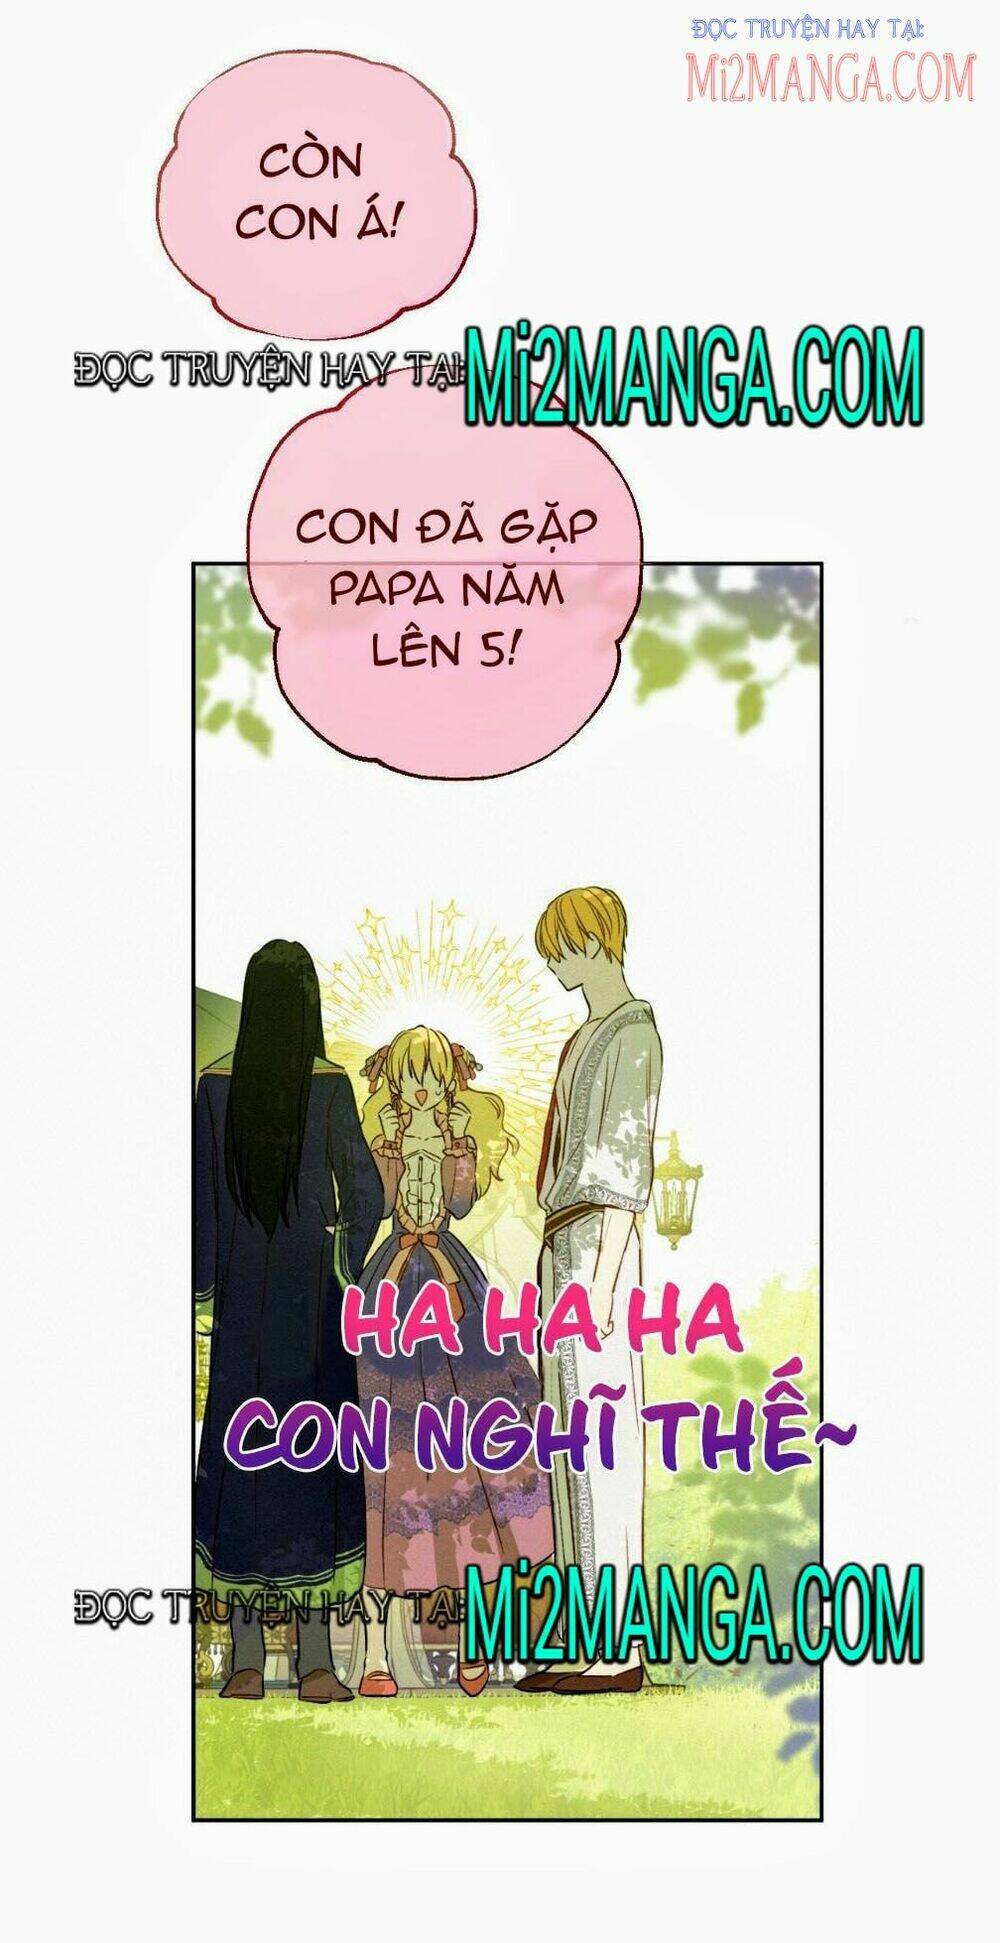 ĐỌC TRUYỆN HAY TẠI:
Mi2MANGA.COM
CÒN
CON Á!
ĐỌC TRUYỆN HAY TẠI:
Mi2MANGA.COM
CON ĐÃ GẶP
PAPA NĂM
LÊN 5!
HA HA HA
CON NGHĨ THẾ~
ĐỌC TRUYỆN HAY TẠI:
Mi2MANGA.COM